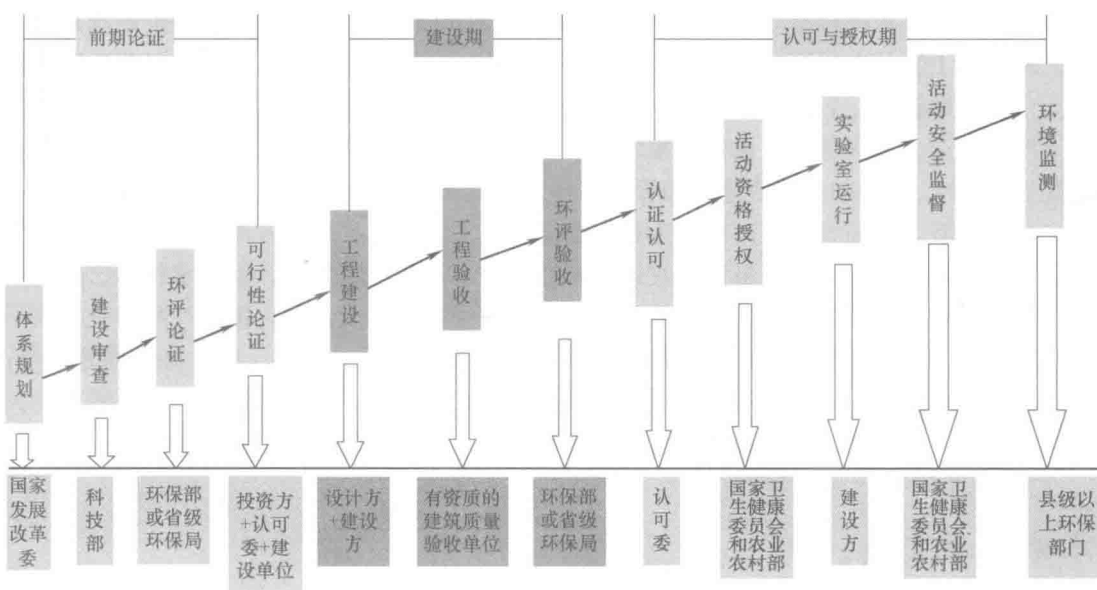 前期论证
建设期
认可与授权期
体系规划
建设审查
环评论证
可行性论证
工程建设
工程验收
环评验收
认证认可
活动资格授权
实验室运行
活动安全监督
环境监测
国家
发展
改革
委
科技部
环保部
或省级
环保局
投资方
+认可
委+建
设单位
设计方
+建设
方
有资质的
建筑质量
验收单位
环保部
或省级
环保局
认可委
国家卫
生健康
委员会
和农业
农村部
建设方
国家卫
生健康
委员会
和农业
农村部
县级以
上环保
部门